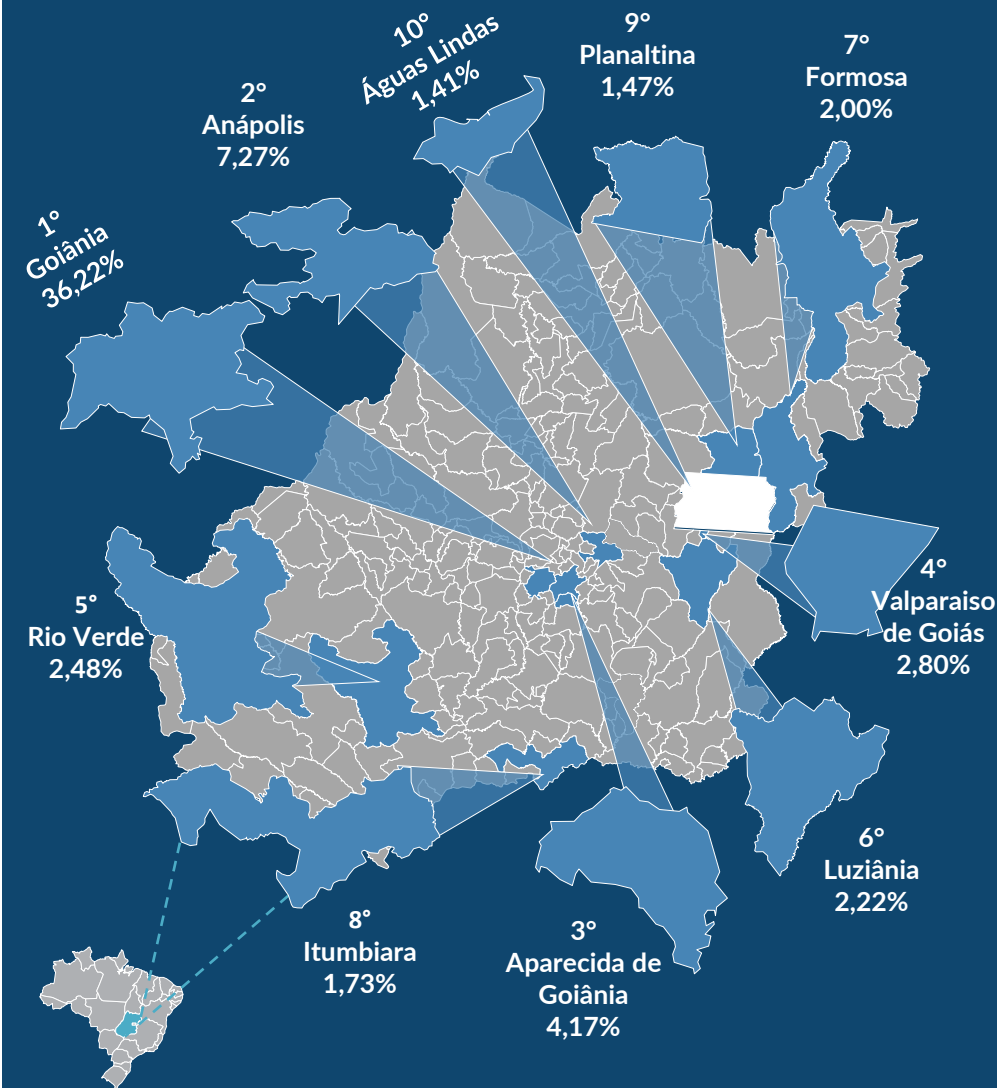 10°
Águas Lindas
1,41%
9°
Planaltina
1,47%
7°
Formosa
2,00%
2°
Anápolis
7,27%
1°
Goiânia
36,22%
5°
Rio Verde
2,48%
4°
Valparaiso
de Goiás
2,80%
6°
Luziânia
2,22%
8°
Itumbiara
1,73%
3°
Aparecida de
Goiânia
4,17%